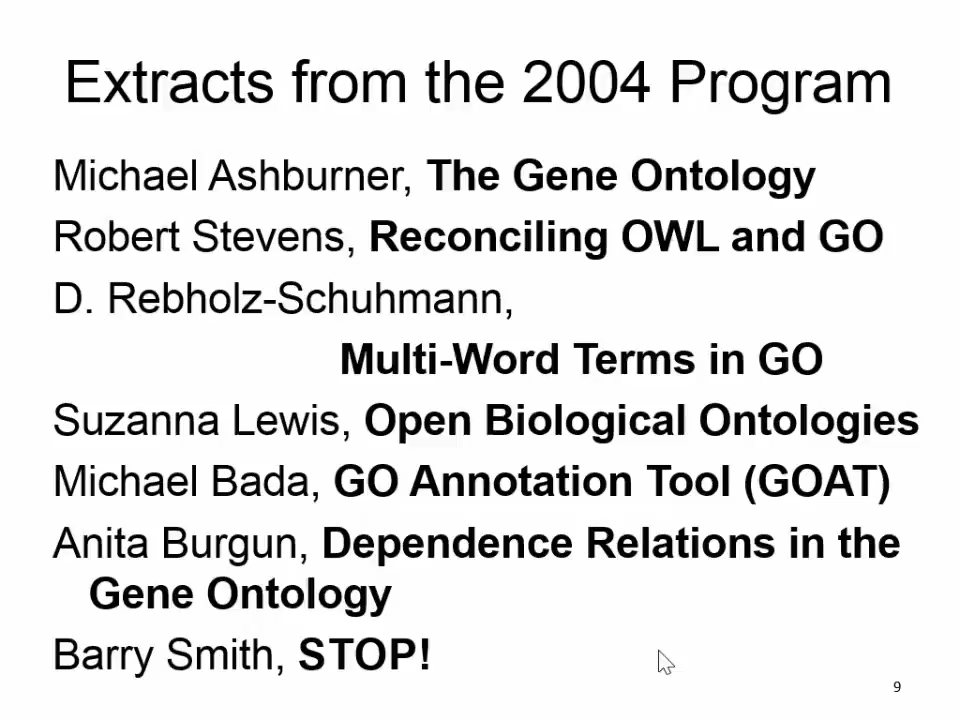 Extracts from the 2004 Program
Michael Ashburner, The Gene Ontology
Robert Stevens, Reconciling OWL and GO
D. Rebholz-Schuhmann,
Multi-Word Terms in GO
Suzanna Lewis, Open Biological Ontologies
Michael Bada, GO Annotation Tool (GOAT)
Anita Burgun, Dependence Relations in the
Gene Ontology
Barry Smith, STOP!
9